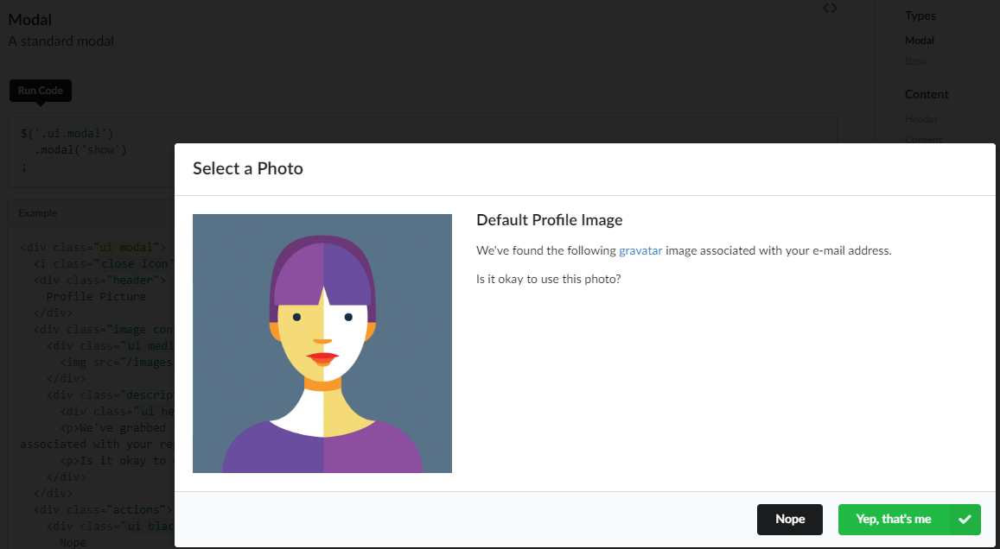 Modal
A standard modal
Types
Modal
Basic
Content
Header
Content
Run Code
$('.ui.modal')
.modal('show')
;
Example
<div class="ui modal">
<i class="close icon"
<div class="header">
Profile Picture
</div>
<div class="image con
<div class="ui medi
<img src="/images
</div>
<div class="descrip
<div class="ui he
<p>We've grabbed
associated with your re
<p>Is it okay to
</div>
</div>
<div class="actions">
<div class="ui blac
Nope
Select a Photo
Default Profile Image
We've found the following gravatar image associated with your e-mail address.
Is it okay to use this photo?
Nope
Yep, that's me